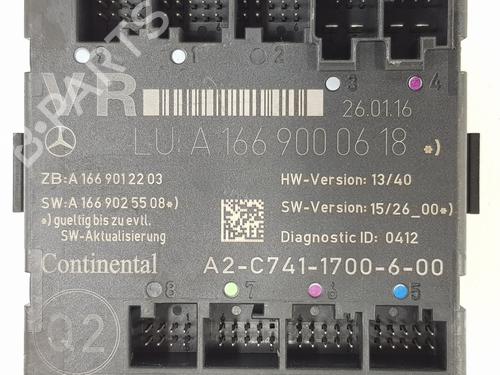 1
2
3
4
VR
26.01.16
LU: A 166 900 06 18 *)
ZB: A 166 901 22 03
HW-Version: 13/40
SW: A 166 902 55 08 *)
SW-Version: 15/26_00*)
*) gueltig bis zu evtl.
SW-Aktualisierung
Diagnostic ID: 0412
Continental
A2-C741-1700-6-00
Q2
8
7
6
5
B-PARTS